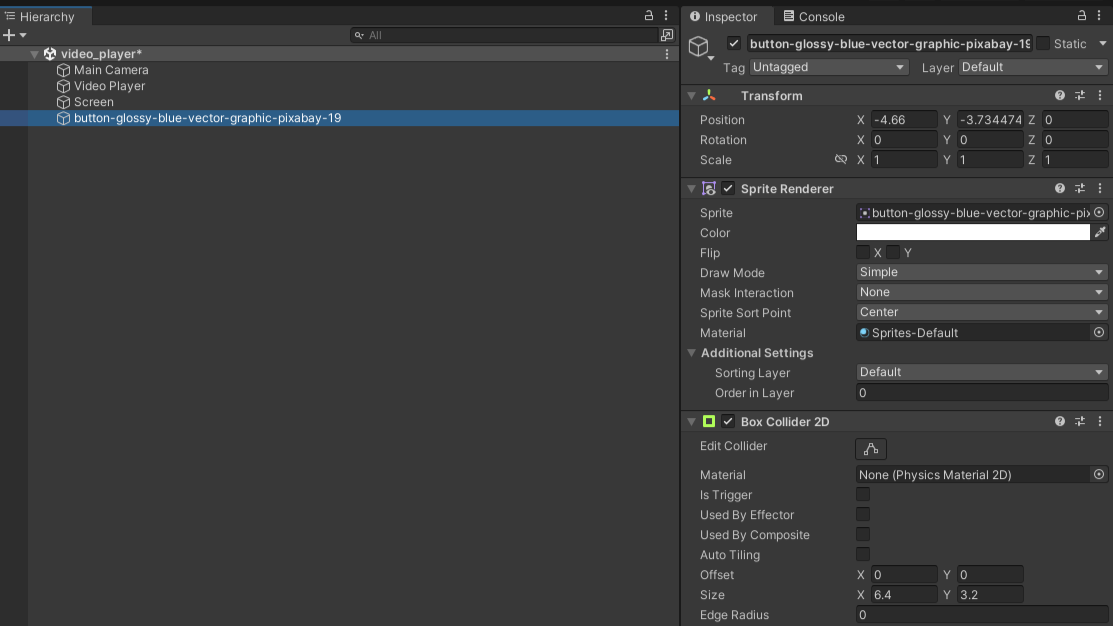 Hierarchy
All
video_player*
Main Camera
Video Player
Screen
button-glossy-blue-vector-graphic-pixabay-19
Inspector Console
button-glossy-blue-vector-graphic-pixabay-19 Static
Tag Untagged Layer Default
Transform
Position X -4.66 Y -3.734474 Z 0
Rotation X 0 Y 0 Z 0
Scale X 1 Y 1 Z 1
Sprite Renderer
Sprite button-glossy-blue-vector-graphic-pix
Color
Flip X Y
Draw Mode Simple
Mask Interaction None
Sprite Sort Point Center
Material Sprites-Default
Additional Settings
Sorting Layer Default
Order in Layer 0
Box Collider 2D
Edit Collider
Material None (Physics Material 2D)
Is Trigger
Used By Effector
Used By Composite
Auto Tiling
Offset X 0 Y 0
Size X 6.4 Y 3.2
Edge Radius 0